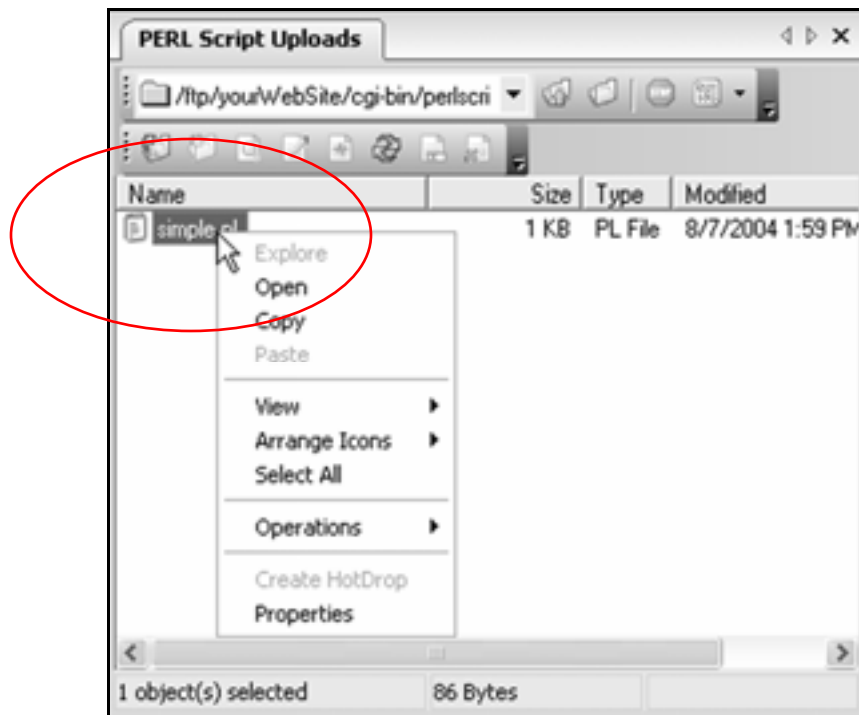 PERL Script Uploads
/ftp/yourWebSite/cgi-bin/perlscri
Name Size Type Modified
simple.pl 1 KB PL File 8/7/2004 1:59 PM
Explore
Open
Copy
Paste
View
Arrange Icons
Select All
Operations
Create HotDrop
Properties
1 object(s) selected 86 Bytes